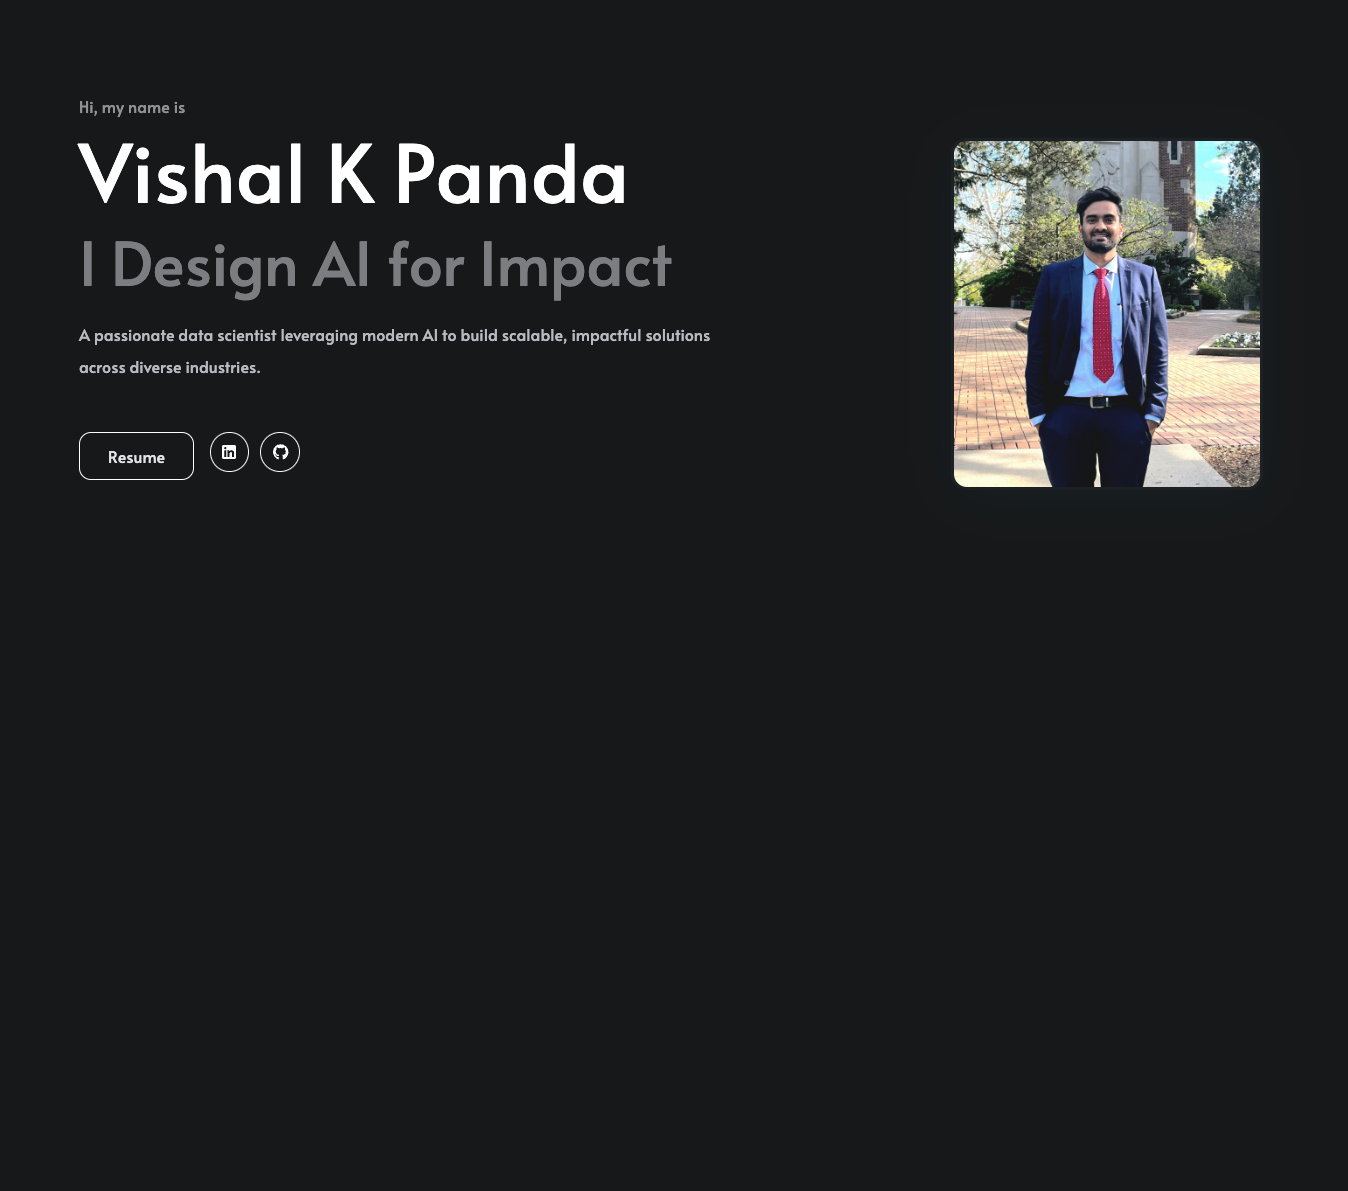 Hi, my name is
Vishal K Panda
I Design AI for Impact
A passionate data scientist leveraging modern AI to build scalable, impactful solutions
across diverse industries.
Resume